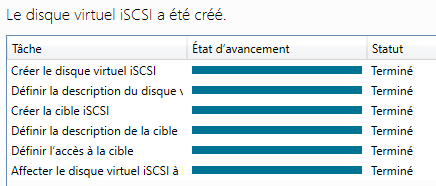 Le disque virtuel iSCSI a été créé.
Tâche État d'avancement Statut
Créer le disque virtuel iSCSI Terminé
Définir la description du disque v Terminé
Créer la cible iSCSI Terminé
Définir la description de la cible Terminé
Définir l'accès à la cible Terminé
Affecter le disque virtuel iSCSI à Terminé